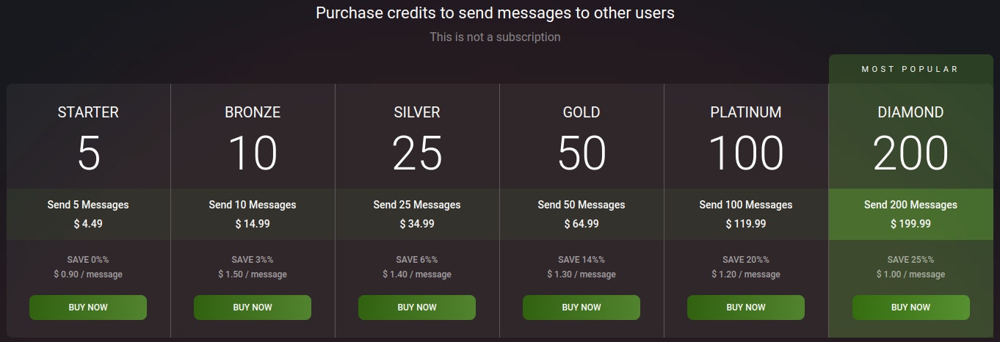 Purchase credits to send messages to other users
This is not a subscription
MOST POPULAR
STARTER
5
Send 5 Messages
$ 4.49
SAVE 0%%
$ 0.90 / message
BUY NOW
BRONZE
10
Send 10 Messages
$ 14.99
SAVE 3%%
$ 1.50 / message
BUY NOW
SILVER
25
Send 25 Messages
$ 34.99
SAVE 6%%
$ 1.40 / message
BUY NOW
GOLD
50
Send 50 Messages
$ 64.99
SAVE 14%%
$ 1.30 / message
BUY NOW
PLATINUM
100
Send 100 Messages
$ 119.99
SAVE 20%%
$ 1.20 / message
BUY NOW
DIAMOND
200
Send 200 Messages
$ 199.99
SAVE 25%%
$ 1.00 / message
BUY NOW